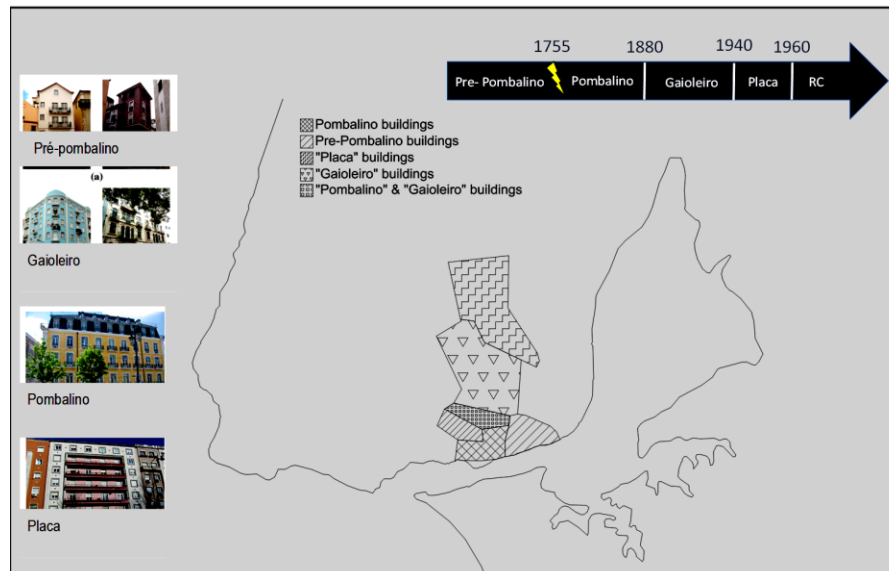 1755 1880 1940 1960
Pre- Pombalino Pombalino Gaioleiro Placa RC
Pré-pombalino
(a)
Gaioleiro
Pombalino
Placa
Pombalino buildings
Pre-Pombalino buildings
"Placa" buildings
"Gaioleiro" buildings
"Pombalino" & "Gaioleiro" buildings